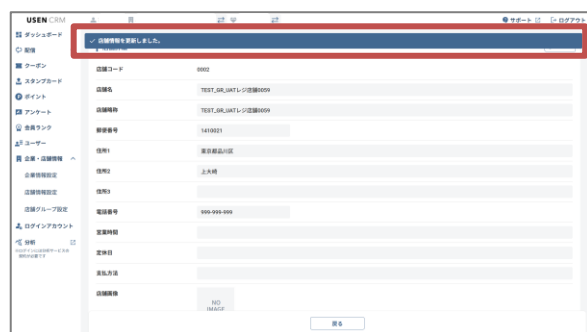 USEN CRM
サポート
ログアウト
ダッシュボード
配信
クーポン
スタンプカード
ポイント
アンケート
会員ランク
ユーザー
企業・店舗情報
企業情報設定
店舗情報設定
店舗グループ設定
ログインアカウント
分析
店舗情報を更新しました。
店舗コード 0002
店舗名 TEST_GR_UATレジ店舗0059
店舗略称 TEST_GR_UATレジ店舗0059
郵便番号 1410021
住所1 東京都品川区
住所2 上大崎
住所3
電話番号 999-999-999
営業時間
定休日
支払方法
店舗画像
NO
IMAGE
戻る